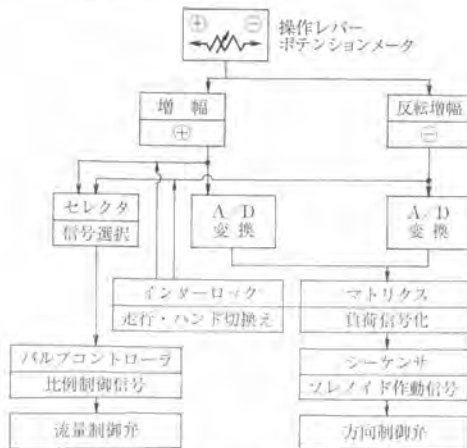 ⊕ ⊖
操作レバー
ポテンションメータ
増 幅
⊕
反転増幅
⊖
セレクタ
信号選択
A/D
変換
A/D
変換
インターロック
走行・ハンド切換え
マトリクス
負荷信号化
バルブコントローラ
比例制御信号
シーケンサ
ソレノイド作動信号
流量制御弁
方向制御弁